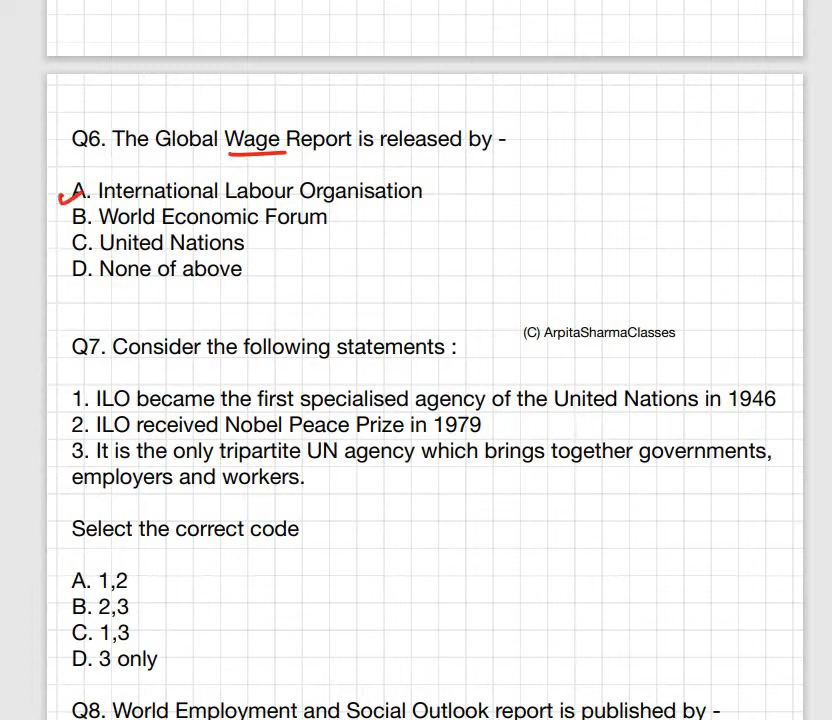 Q6. The Global Wage Report is released by -
A. International Labour Organisation
B. World Economic Forum
C. United Nations
D. None of above
(C) ArpitaSharmaClasses
Q7. Consider the following statements :
1. ILO became the first specialised agency of the United Nations in 1946
2. ILO received Nobel Peace Prize in 1979
3. It is the only tripartite UN agency which brings together governments,
employers and workers.
Select the correct code
A. 1,2
B. 2,3
C. 1,3
D. 3 only
Q8. World Employment and Social Outlook report is published by -